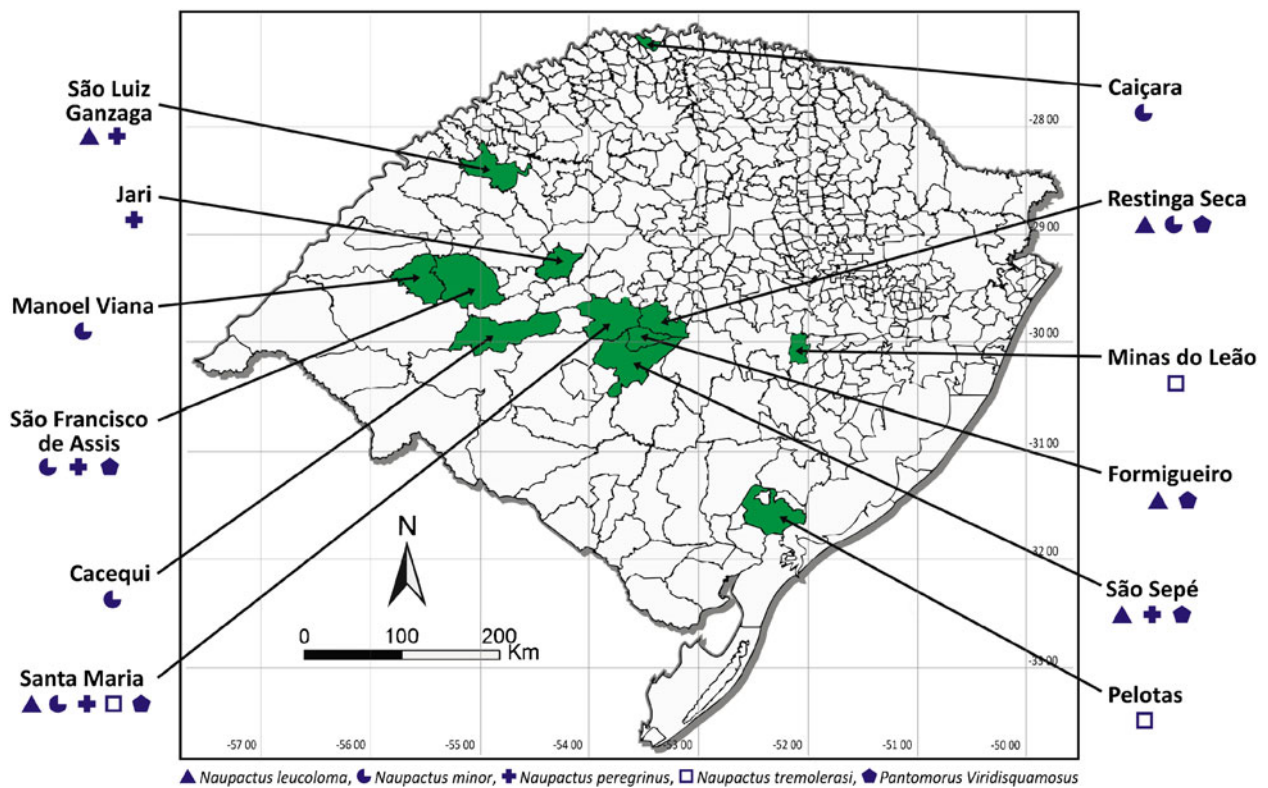 São Luiz
Ganzaga
Jari
Manoel Viana
São Francisco
de Assis
Cacequi
Santa Maria
Caiçara
Restinga Seca
Minas do Leão
Formigueiro
São Sepé
Pelotas
-28 00
-29 00
-30 00
-31 00
-32 00
-33 00
N
0 100 200
Km
-57 00 -56 00 -55 00 -54 00 -53 00 -52 00 -51 00 -50 00
Naupactus leucoloma, Naupactus minor, Naupactus peregrinus, Naupactus tremolerasi, Pantomorus Viridisquamosus